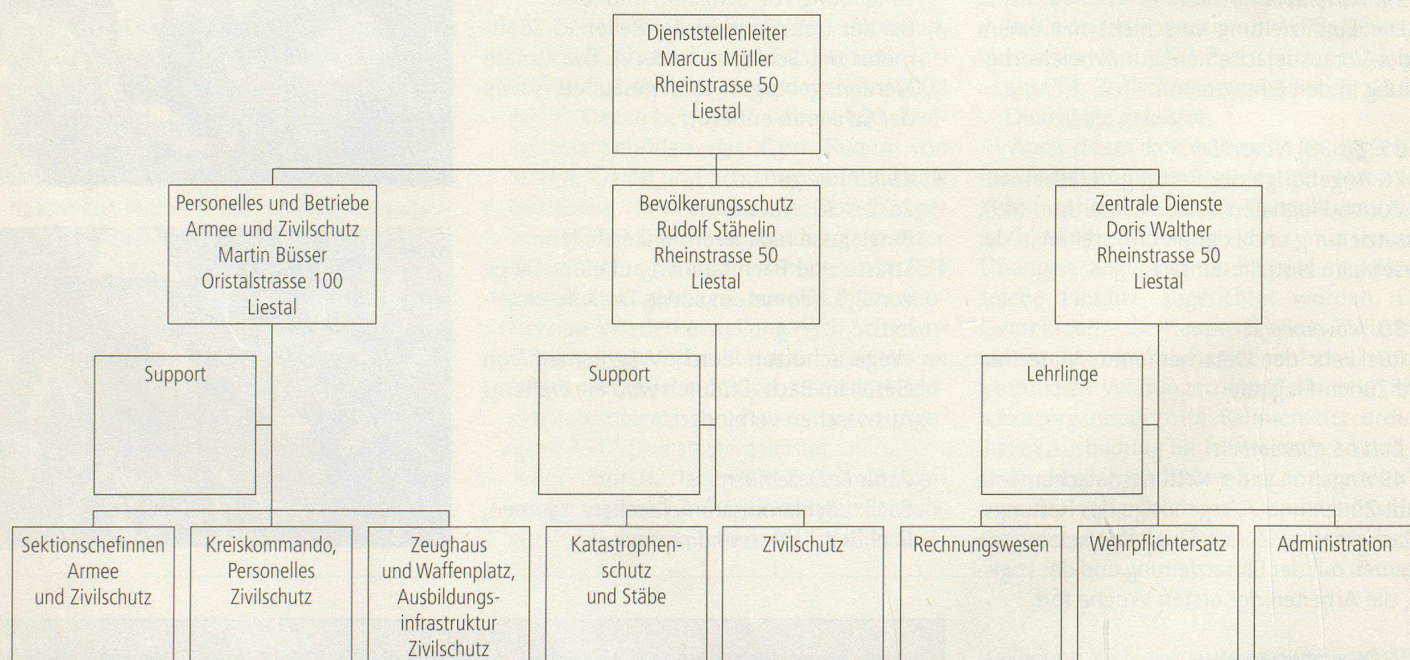 Dienststellenleiter
Marcus Müller
Rheinstrasse 50
Liestal
Personelles und Betriebe
Armee und Zivilschutz
Martin Büsser
Oristalstrasse 100
Liestal
Bevölkerungsschutz
Rudolf Stähelin
Rheinstrasse 50
Liestal
Zentrale Dienste
Doris Walther
Rheinstrasse 50
Liestal
Support
Support
Lehrlinge
Sektionschefinnen
Armee
und Zivilschutz
Kreiskommando,
Personelles
Zivilschutz
Zeughaus
und Waffenplatz,
Ausbildungs-
infrastruktur
Zivilschutz
Katastrophen-
schutz
und Stäbe
Zivilschutz
Rechnungswesen
Wehrpflichtersatz
Administration